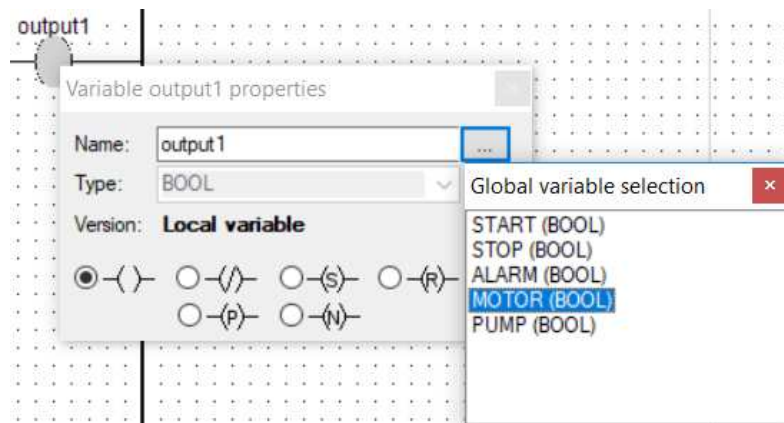 output1
Variable output1 properties
Name: output1 ...
Type: BOOL
Version: Local variable
( ) (/) (S) (R)
(P) (N)
Global variable selection
START (BOOL)
STOP (BOOL)
ALARM (BOOL)
MOTOR (BOOL)
PUMP (BOOL)